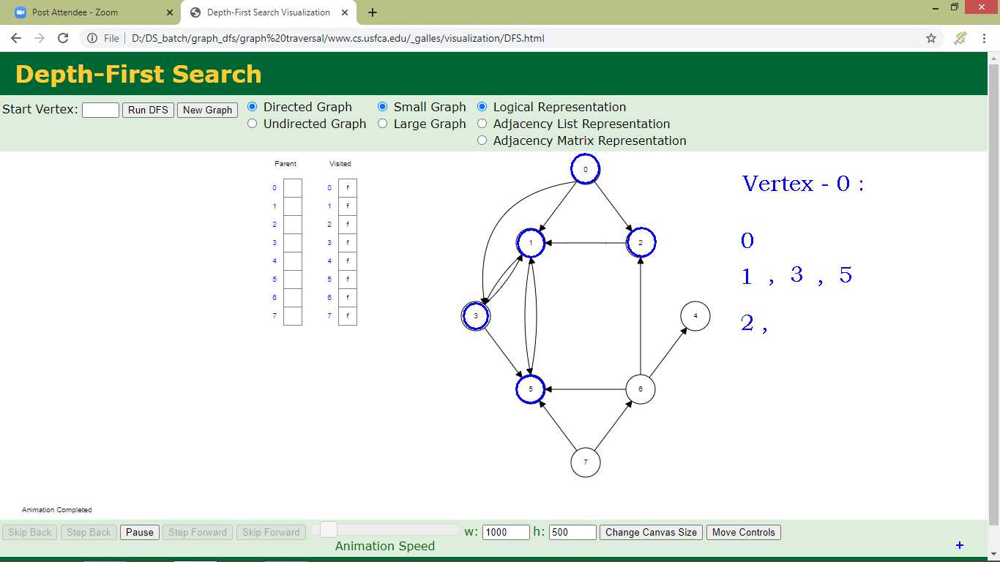 Post Attendee - Zoom
Depth-First Search Visualization
File D:/DS_batch/graph_dfs/graph%20traversal/www.cs.usfca.edu/_galles/visualization/DFS.html
Depth-First Search
Start Vertex: Run DFS New Graph Directed Graph Small Graph Logical Representation
Undirected Graph Large Graph Adjacency List Representation
Adjacency Matrix Representation
Parent Visited
0 0 f
1 1 f
2 2 f
3 3 f
4 4 f
5 5 f
6 6 f
7 7 f
0
1 2
3 4
5 6
7
Vertex - 0 :
0
1 , 3 , 5
2 ,
Animation Completed
Skip Back Step Back Pause Step Forward Skip Forward w: 1000 h: 500 Change Canvas Size Move Controls
Animation Speed
+